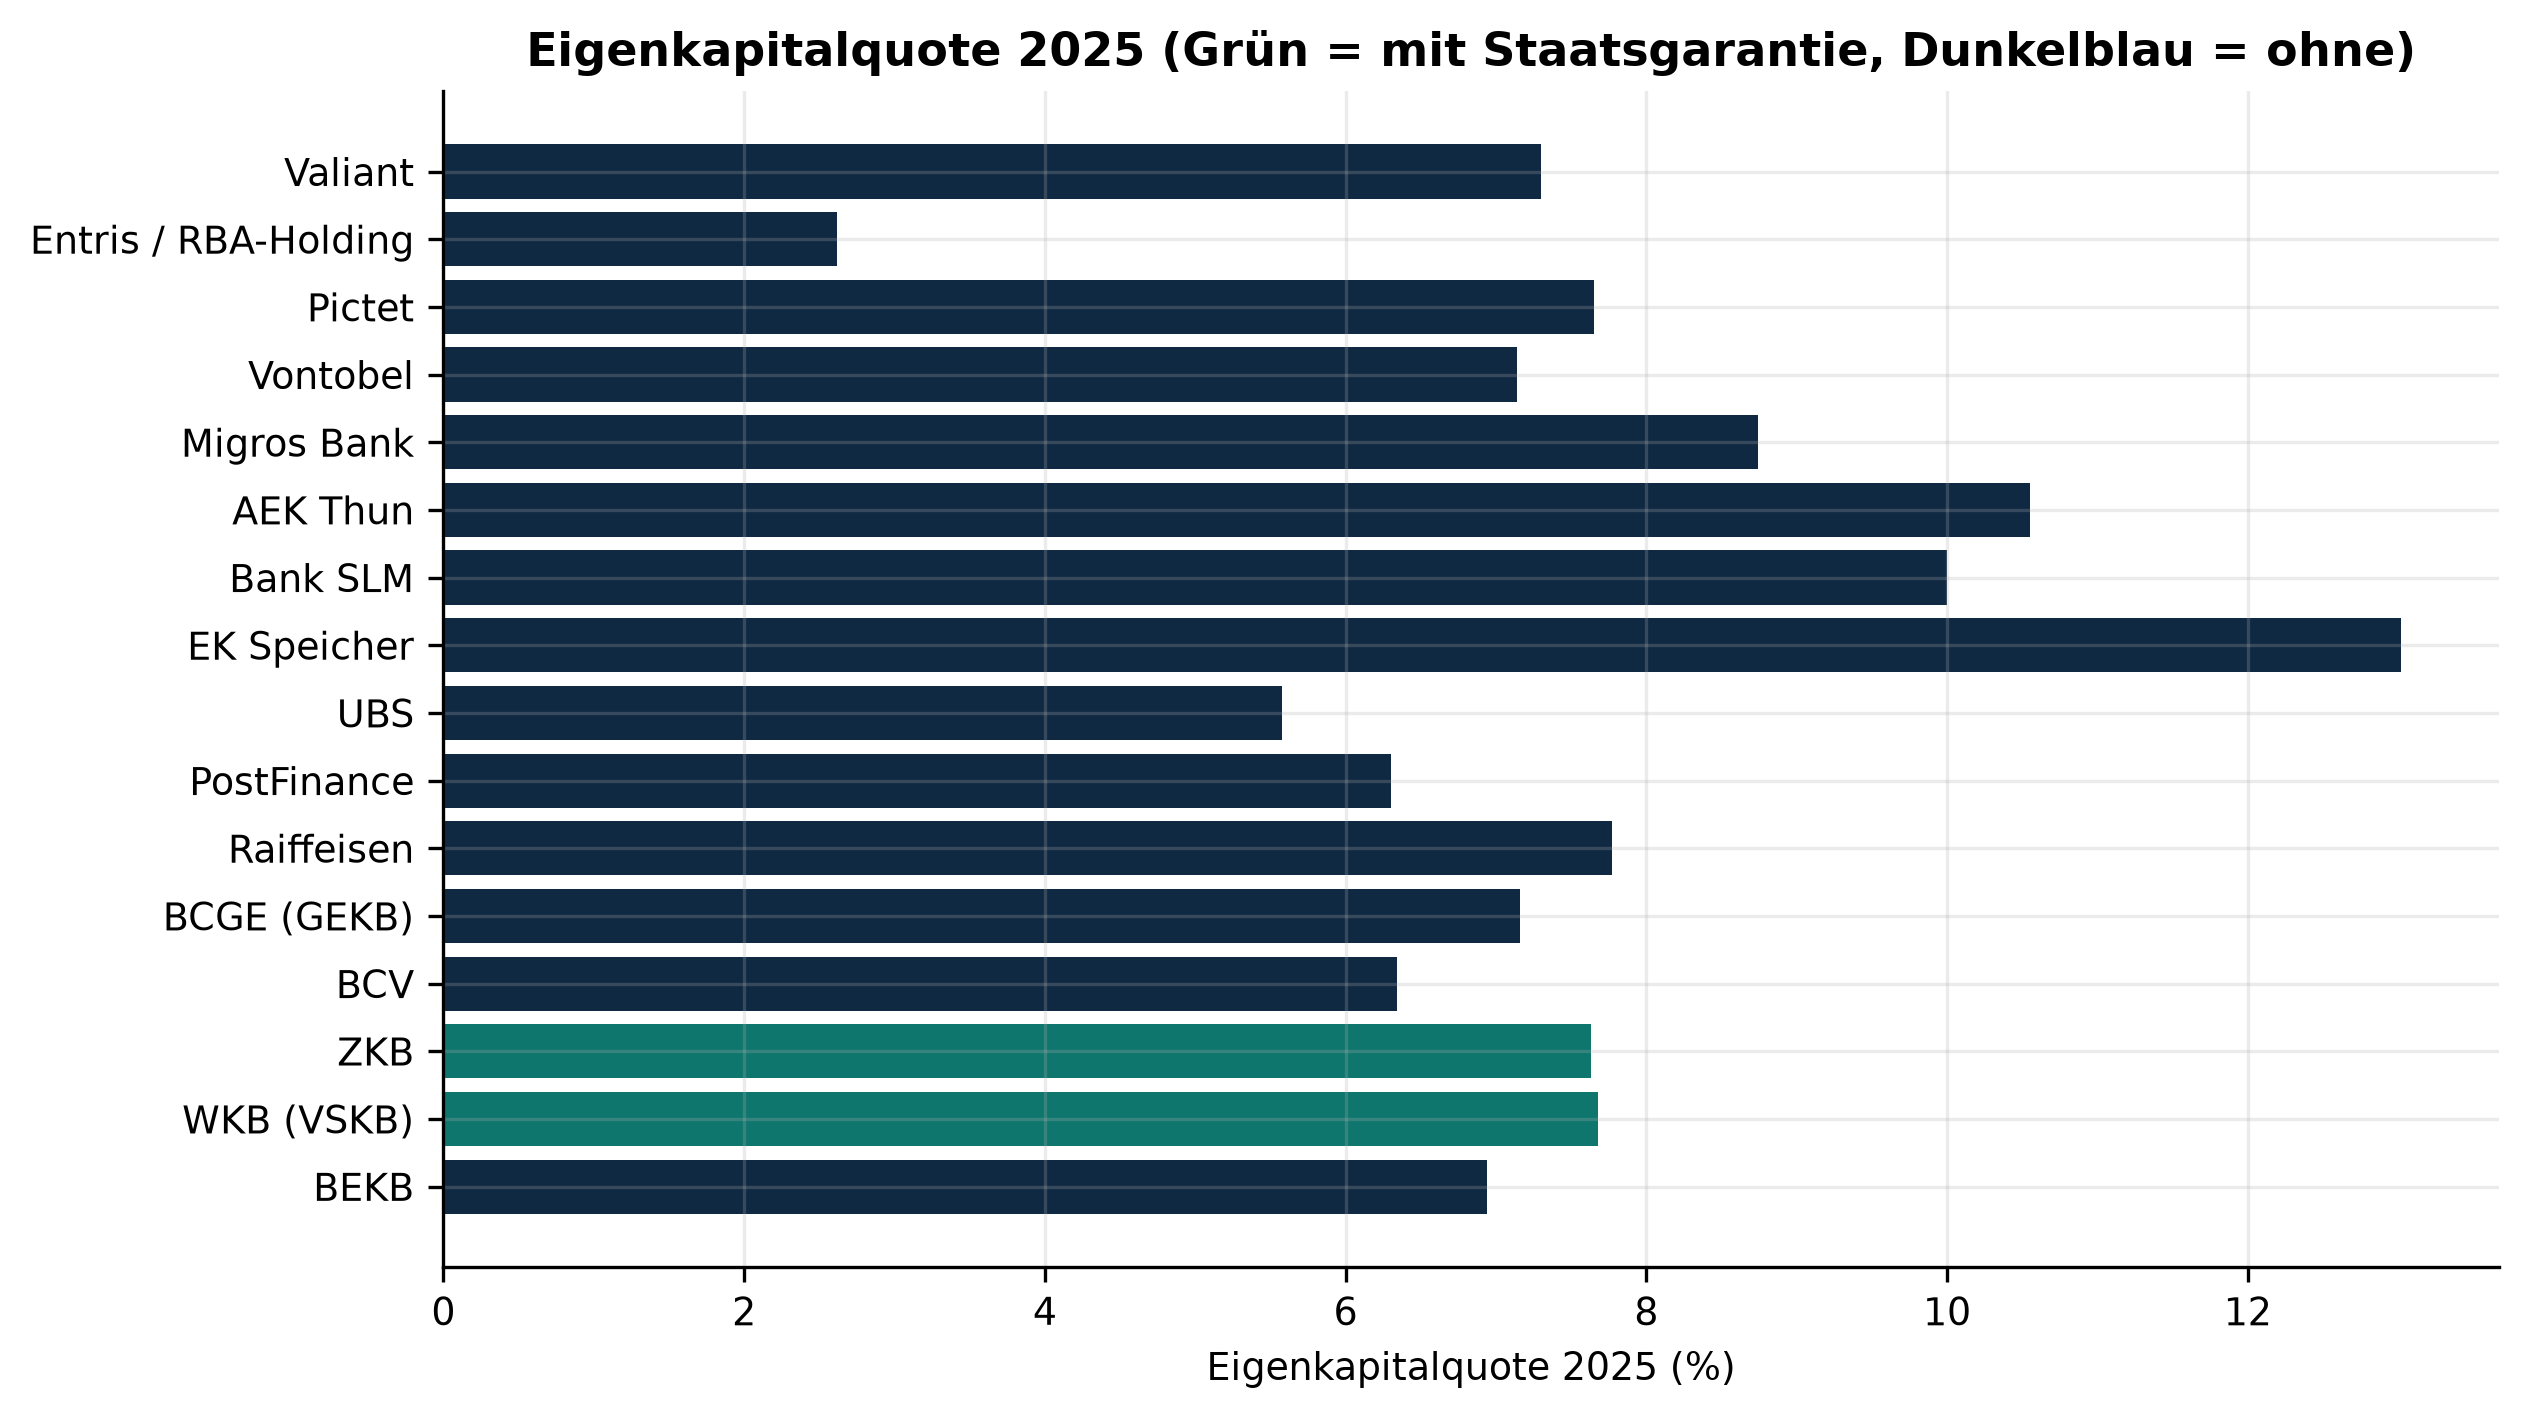 Eigenkapitalquote 2025 (Grün = mit Staatsgarantie, Dunkelblau = ohne)
Valiant
Entris / RBA-Holding
Pictet
Vontobel
Migros Bank
AEK Thun
Bank SLM
EK Speicher
UBS
PostFinance
Raiffeisen
BCGE (GEKB)
BCV
ZKB
WKB (VSKB)
BEKB
0 2 4 6 8 10 12
Eigenkapitalquote 2025 (%)